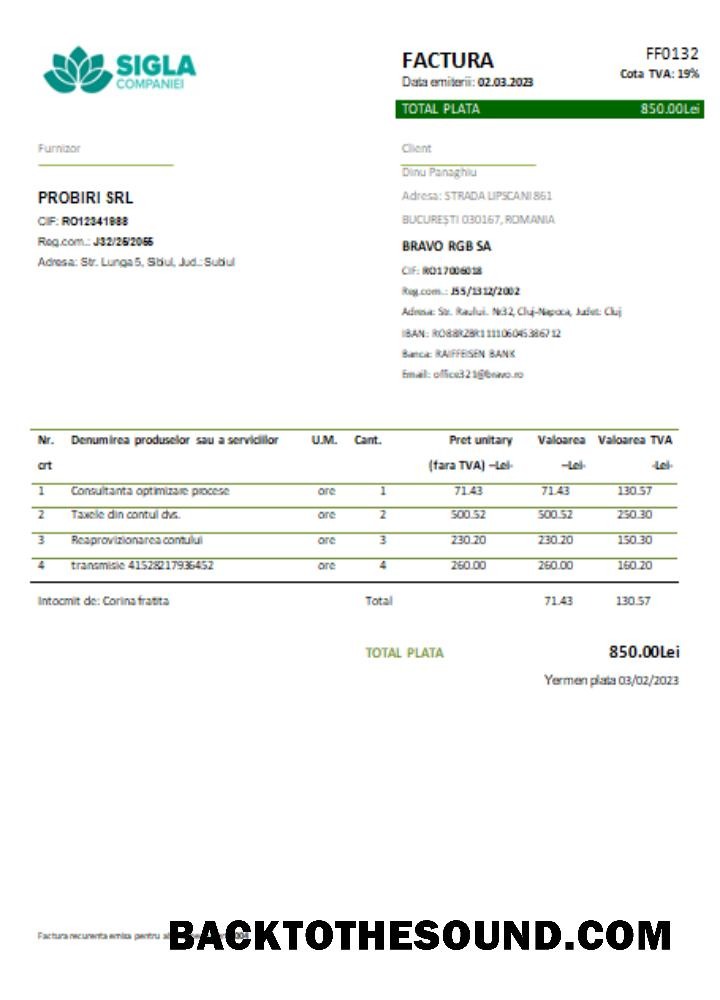 SIGLA
COMPANIEI
FACTURA
FF0132
Data emiterii: 02.03.2023
Cota TVA: 19%
TOTAL PLATA 850.00Lei
Furnizor
Client
PROBIRI SRL
CIF: RO12341988
Reg.com.: J32/26/2055
Adresa: Str. Lunga 5, Sibiul, Jud.: Subiul
Dinu Panaghiu
Adresa: STRADA LIPSCANI 861
BUCUREȘTI 030167, ROMANIA
BRAVO RGB SA
CIF: RO17006018
Reg.com.: J55/1312/2002
Adresa: Str. Raului. Nr32, Cluj-Napoca, Judet: Cluj
IBAN: RO88RZBR111106045386712
Banca: RAIFFEISEN BANK
Email: office321@bravo.ro
Nr. Denumirea produselor sau a serviciilor U.M. Cant. Pret unitary Valoarea Valoarea TVA
crt (fara TVA) –Lei- –Lei- -Lei-
1 Consultanta optimizare procese ore 1 71.43 71.43 130.57
2 Taxele din contul dvs. ore 2 500.52 500.52 250.30
3 Reaprovizionarea contului ore 3 230.20 230.20 150.30
4 transmisie 41528217936452 ore 4 260.00 260.00 160.20
Intocmit de: Corina fratita Total 71.43 130.57
TOTAL PLATA 850.00Lei
Yermen plata 03/02/2023
Factura recurenta emisa pentru
BACKTOTHESOUND.COM